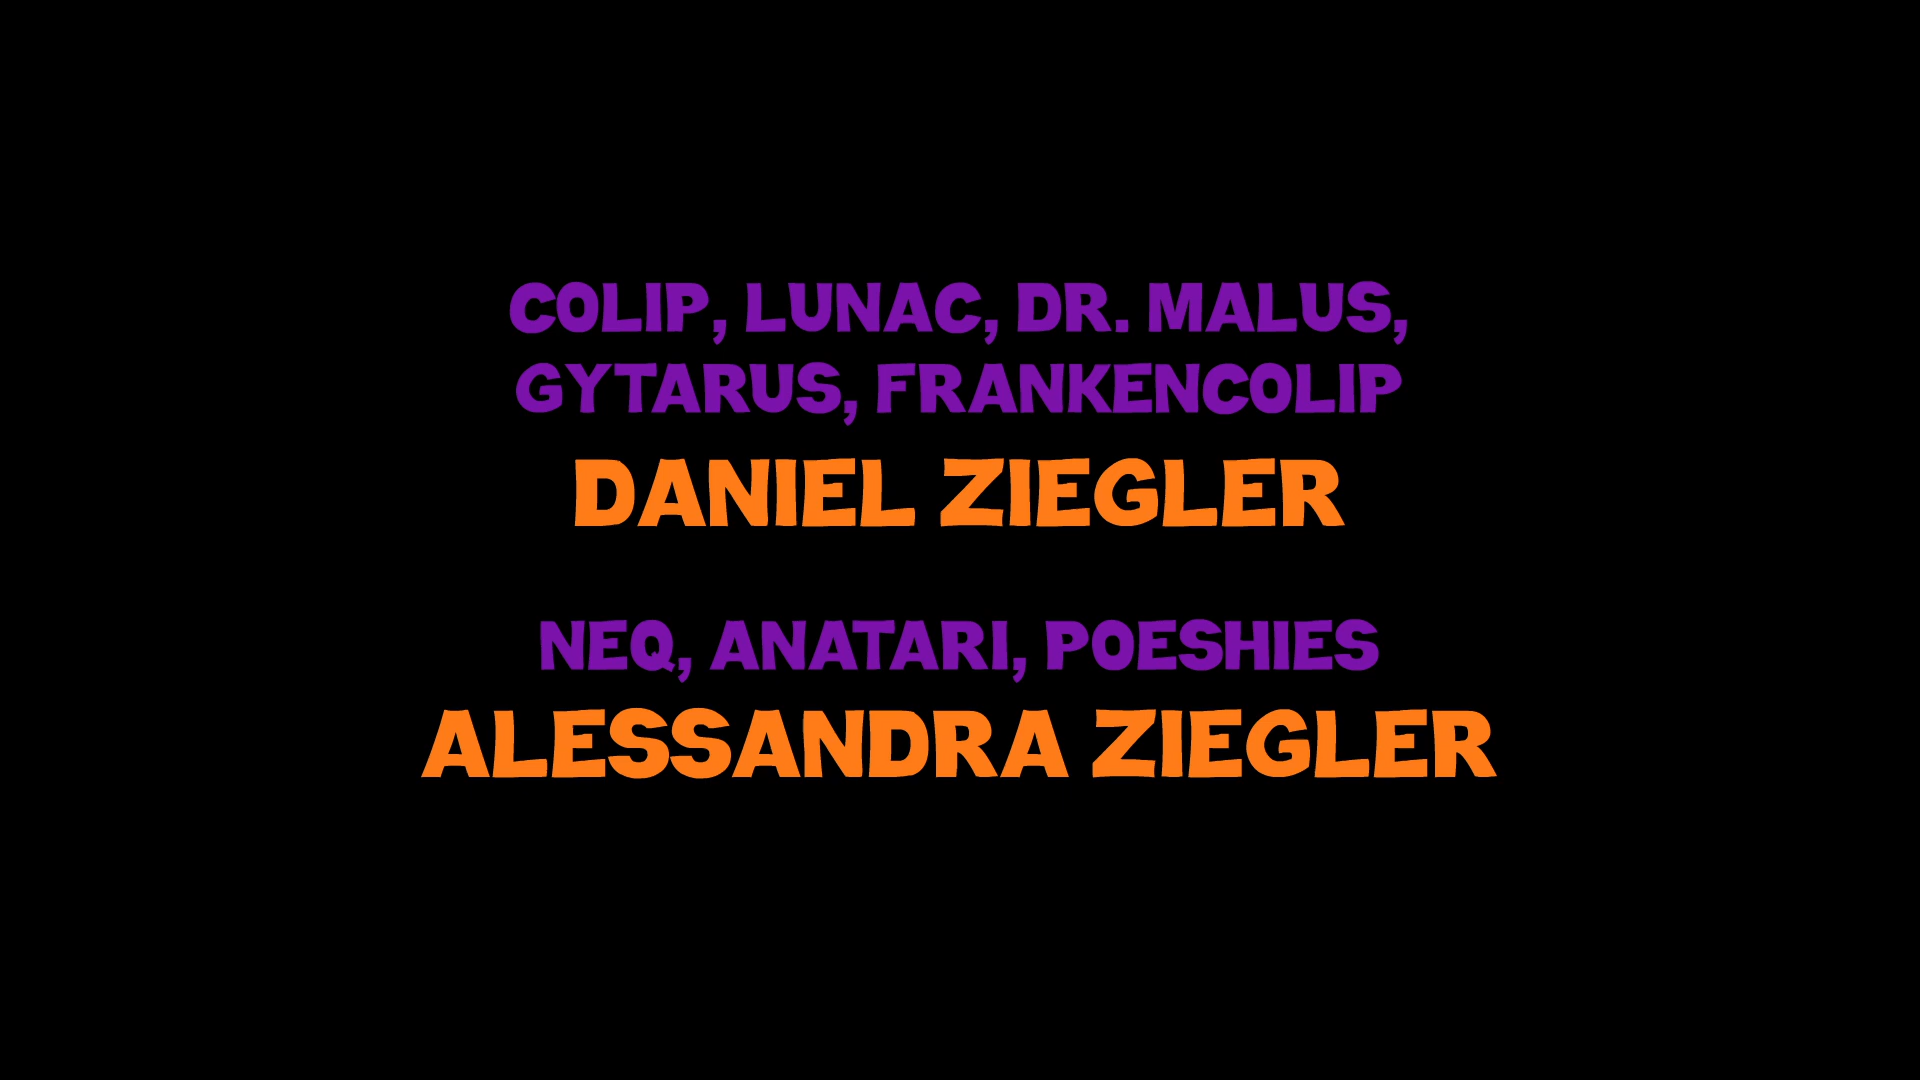 COLIP, LUNAC, DR. MALUS,
GYTARUS, FRANKENCOLIP
DANIEL ZIEGLER
NEQ, ANATARI, POESHIES
ALESSANDRA ZIEGLER